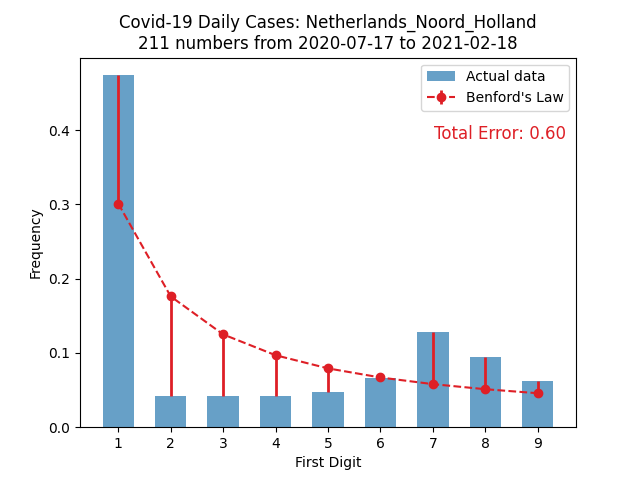 Covid-19 Daily Cases: Netherlands_Noord_Holland
211 numbers from 2020-07-17 to 2021-02-18
Actual data
Benford's Law
Total Error: 0.60
Frequency
0.4
0.3
0.2
0.1
0.0
1 2 3 4 5 6 7 8 9
First Digit